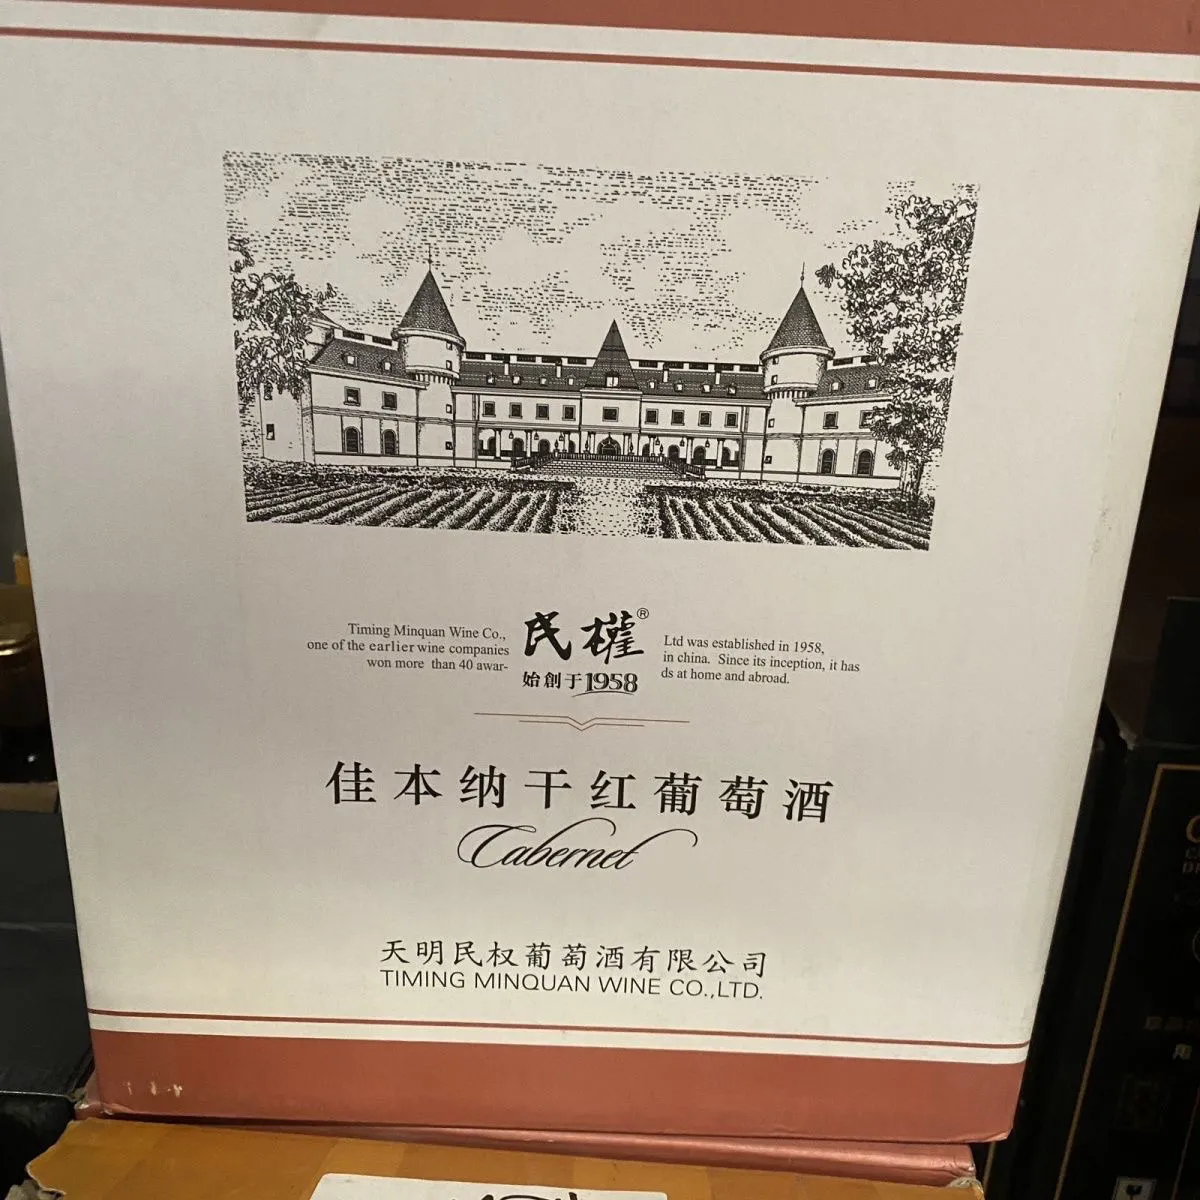 Timing Minquan Wine Co.,
one of the earlier wine companies
won more than 40 awar-
民權®
始創于1958
Ltd was established in 1958,
in china. Since its inception, it has
ds at home and abroad.
佳本纳干红葡萄酒
Cabernet
天明民权葡萄酒有限公司
TIMING MINQUAN WINE CO.,LTD.